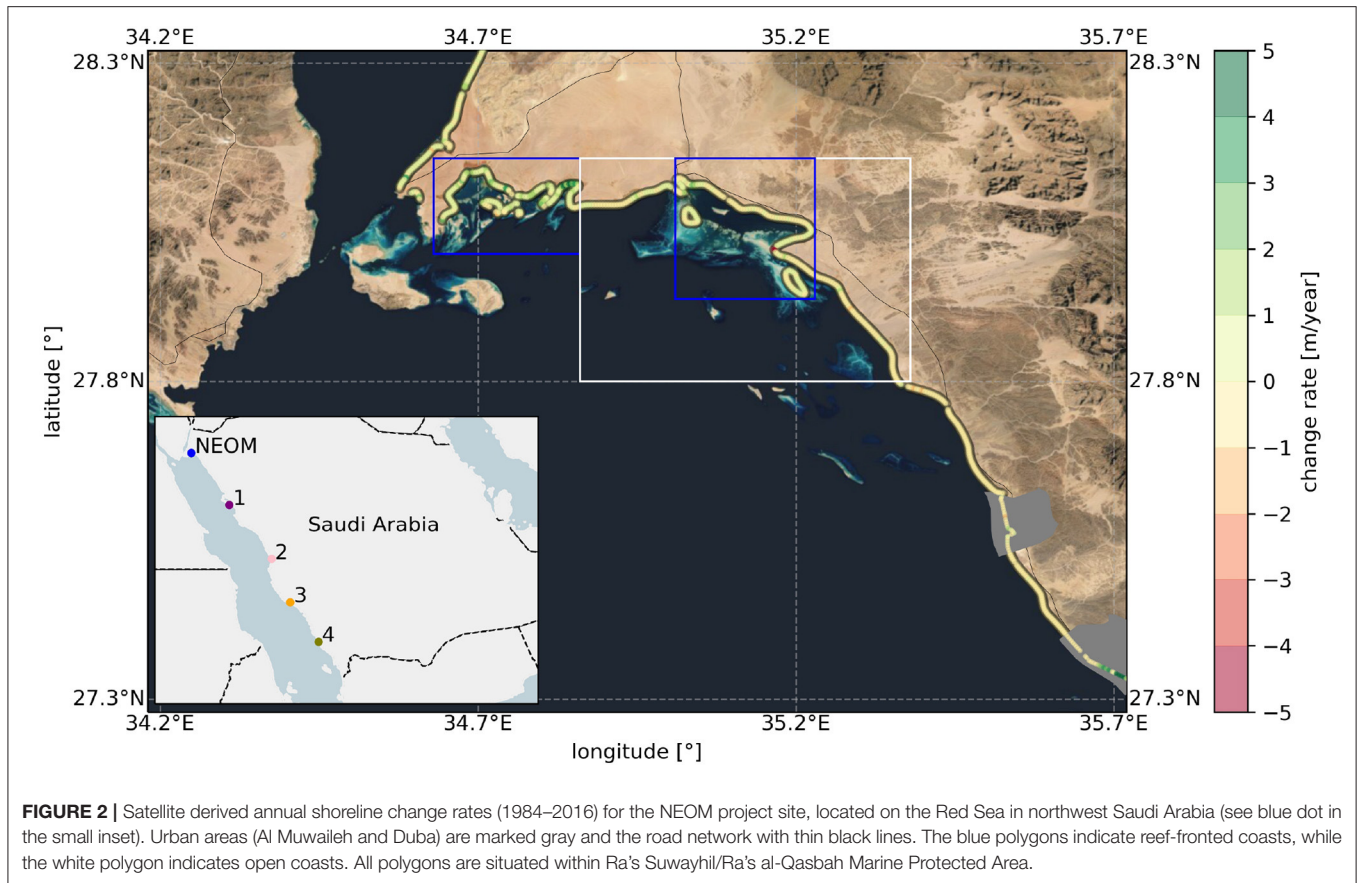 34.2°E 34.7°E 35.2°E 35.7°E
28.3°N 28.3°N
27.8°N 27.8°N
27.3°N 27.3°N
34.2°E 34.7°E 35.2°E 35.7°E
latitude [°]
longitude [°]
NEOM
1
Saudi Arabia
2
3
4
5
4
3
2
1
0
−1
−2
−3
−4
−5
change rate [m/year]
FIGURE 2 | Satellite derived annual shoreline change rates (1984–2016) for the NEOM project site, located on the Red Sea in northwest Saudi Arabia (see blue dot in
the small inset). Urban areas (Al Muwaileh and Duba) are marked gray and the road network with thin black lines. The blue polygons indicate reef-fronted coasts, while
the white polygon indicates open coasts. All polygons are situated within Ra's Suwayhil/Ra's al-Qasbah Marine Protected Area.